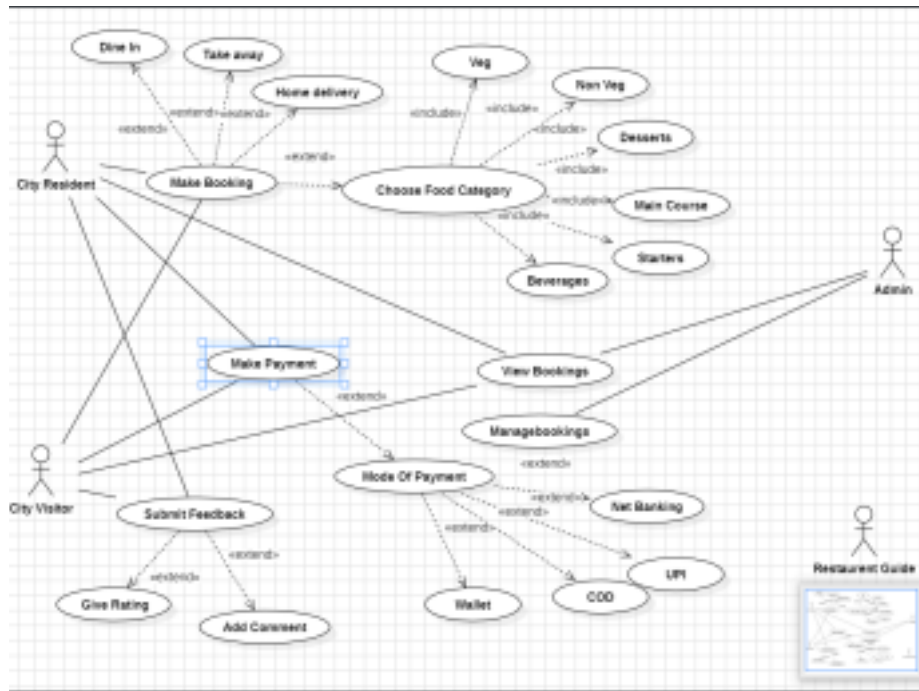 Dine In
Take away
Home delivery
«extend»
«extend»
«extend»
Veg
Non Veg
Desserts
Main Course
Starters
Beverages
«include»
«include»
«include»
«include»
«include»
«include»
City Resident
Make Booking
«extend»
Choose Food Category
Admin
Make Payment
«extend»
View Bookings
Managebookings
«extend»
City Visitor
Submit Feedback
Mode Of Payment
«extend»
«extend»
«extend»
Net Banking
UPI
COD
Wallet
«extend»
«extend»
Give Rating
Add Comment
Restaurent Guide